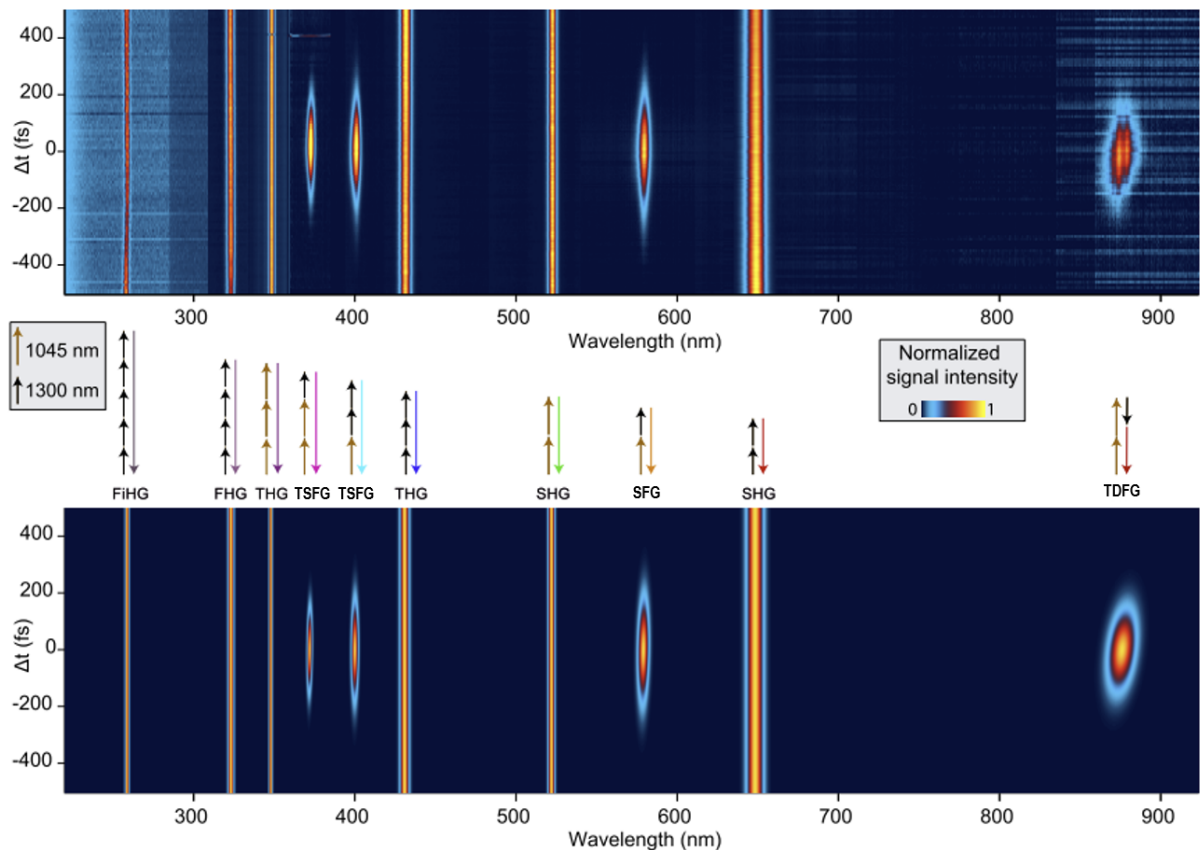 400
200
0
-200
-400
Δt (fs)
300 400 500 600 700 800 900
Wavelength (nm)
1045 nm
1300 nm
Normalized
signal intensity
0 1
FiHG FHG THG TSFG TSFG THG SHG SFG SHG TDFG
400
200
0
-200
-400
Δt (fs)
300 400 500 600 700 800 900
Wavelength (nm)